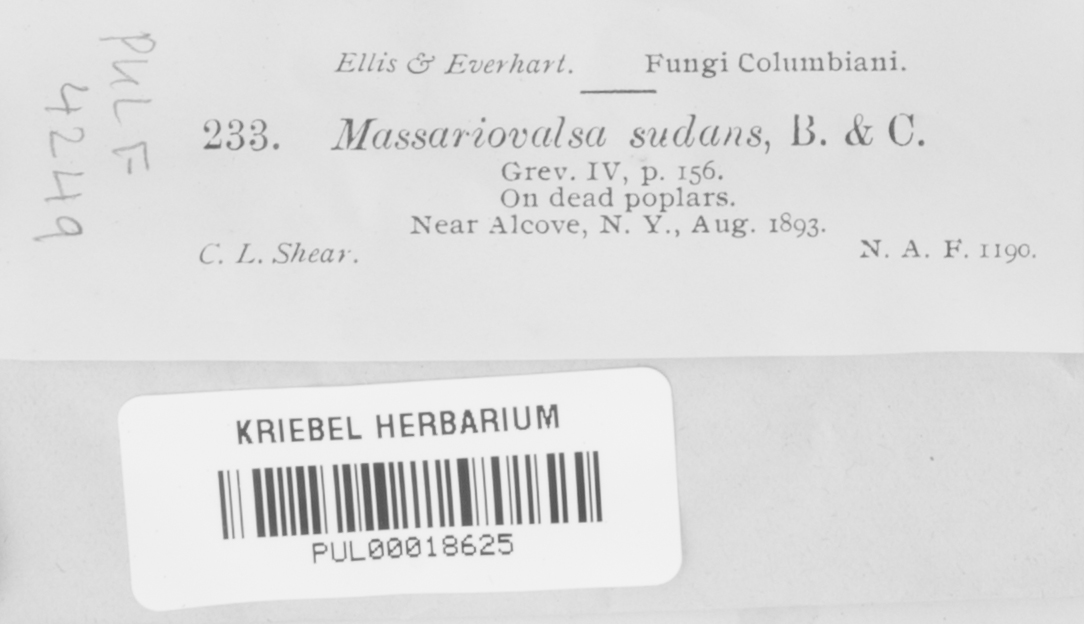 Ellis & Everhart. Fungi Columbiani.
233. Massariovalsa sudans, B. & C.
Grev. IV, p. 156.
On dead poplars.
Near Alcove, N. Y., Aug. 1893.
C. L. Shear. N. A. F. 1190.
PUL F
4249
KRIEBEL HERBARIUM
PUL00018625